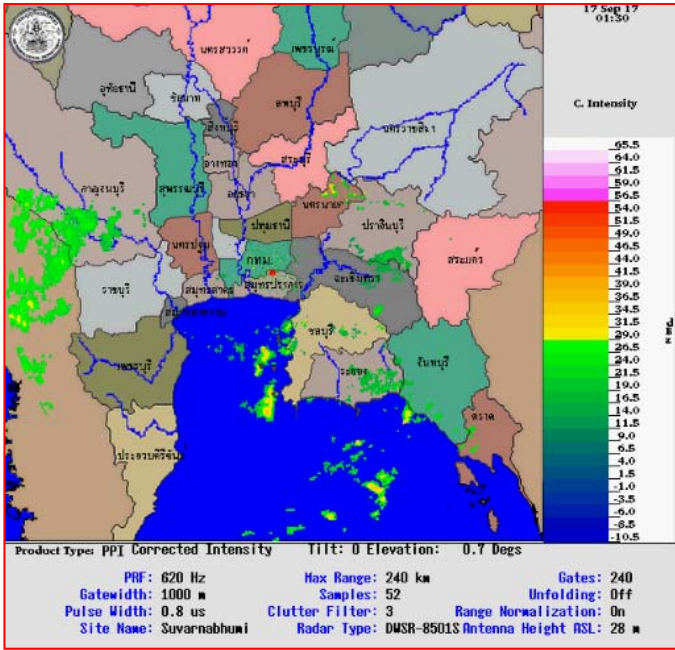 17 Sep 17
01:30
C. Intensity
นครสวรรค์
เพชรบูรณ์
อุทัยธานี
ชัยนาท
ลพบุรี
สิงห์บุรี
นครราชสีมา
อ่างทอง
สระบุรี
กาญจนบุรี
สุพรรณบุรี
อยุธยา
นครนายก
ปทุมธานี
ปราจีนบุรี
นครปฐม
กทม.
สระแก้ว
ราชบุรี
สมุทรสาคร
สมุทรปราการ
ฉะเชิงเทรา
สมุทรสงคราม
ชลบุรี
เพชรบุรี
ระยอง
จันทบุรี
ตราด
ประจวบคีรีขันธ์
65.5
64.0
61.5
59.0
56.5
54.0
51.5
49.0
46.5
44.0
41.5
39.0
36.5
34.0
31.5
29.0
26.5
24.0
21.5
19.0
16.5
14.0
11.5
9.0
6.5
4.0
1.5
-1.0
-3.5
-6.0
-8.5
-10.5
Product Type: PPI Corrected Intensity Tilt: 0 Elevation: 0.7 Degs
PRF: 620 Hz Max Range: 240 km Gates: 240
Gatewidth: 1000 m Samples: 52 Unfolding: Off
Pulse Width: 0.8 us Clutter Filter: 3 Range Normalization: On
Site Name: Suvarnabhumi Radar Type: DWSR-8501S Antenna Height ASL: 28 m